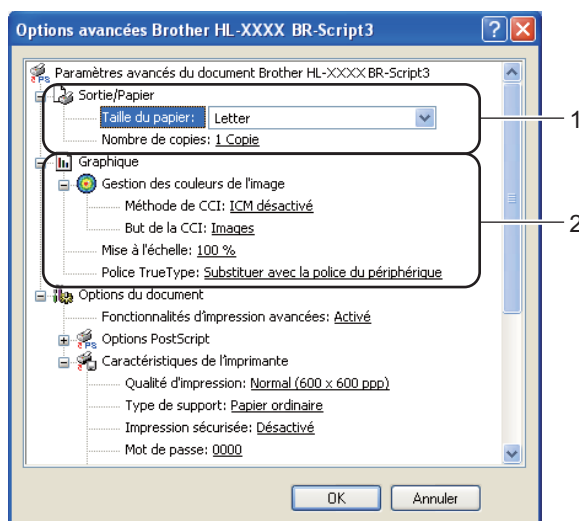 Options avancées Brother HL-XXXX BR-Script3
Paramètres avancés du document Brother HL-XXXX BR-Script3
Sortie/Papier
Taille du papier: Letter
Nombre de copies: 1 Copie
1
Graphique
Gestion des couleurs de l'image
Méthode de CCI: ICM désactivé
But de la CCI: Images
2
Mise à l'échelle: 100 %
Police TrueType: Substituer avec la police du périphérique
Options du document
Fonctionnalités d'impression avancées: Activé
Options PostScript
Caractéristiques de l'imprimante
Qualité d'impression: Normal (600 x 600 ppp)
Type de support: Papier ordinaire
Impression sécurisée: Désactivé
Mot de passe: 0000
OK Annuler